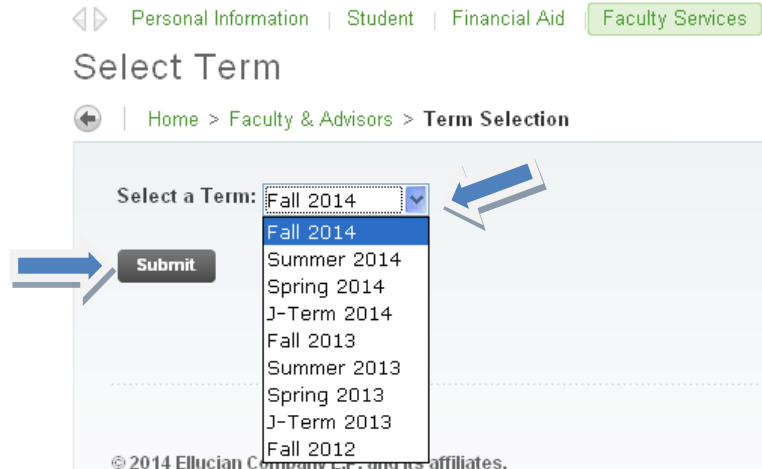 Personal Information | Student | Financial Aid | Faculty Services
Select Term
Home > Faculty & Advisors > Term Selection
Select a Term: Fall 2014
Fall 2014
Submit
Summer 2014
Spring 2014
J-Term 2014
Fall 2013
Summer 2013
Spring 2013
J-Term 2013
Fall 2012
© 2014 Ellucian Company L.P. and its affiliates.